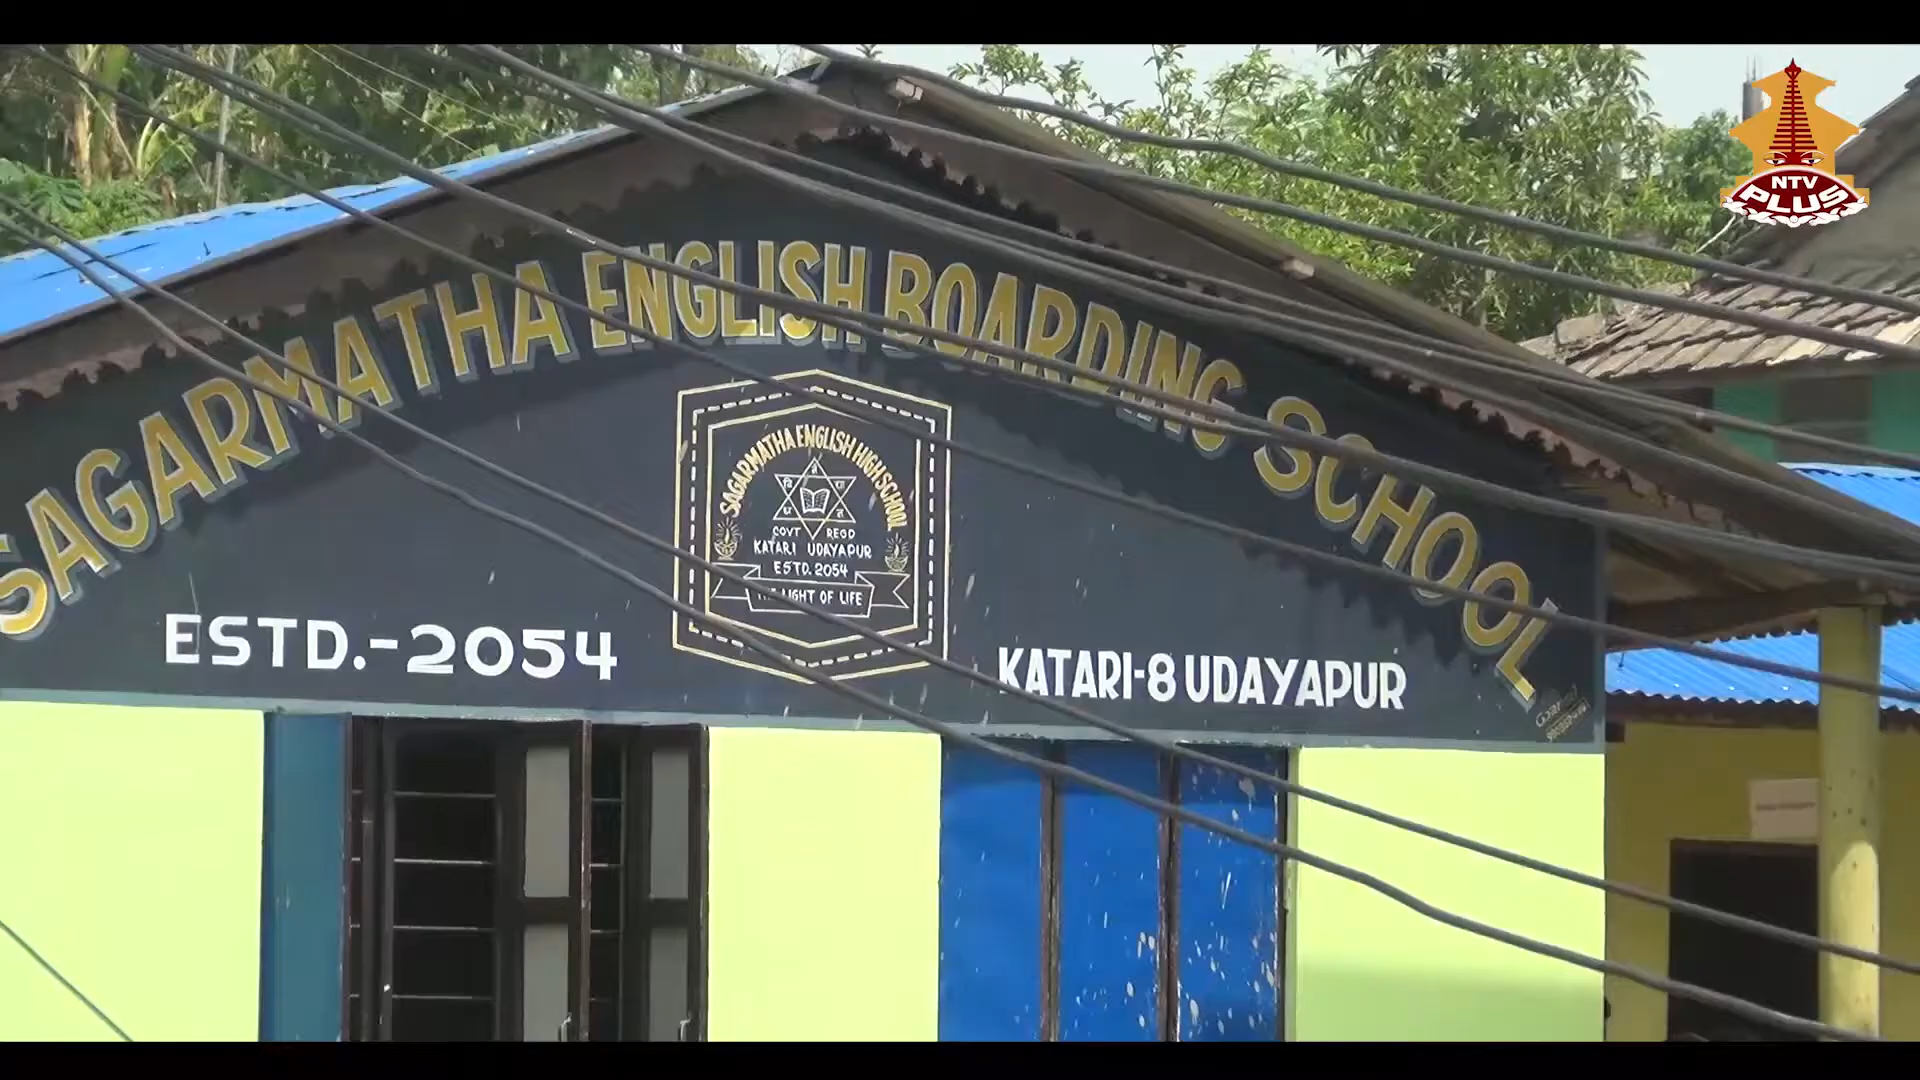 NTV
PLUS
SAGARMATHA ENGLISH BOARDING SCHOOL
SAGARMATHA ENGLISH HIGH SCHOOL
GOVT REGD
KATARI UDAYAPUR
ESTD. 2054
THE LIGHT OF LIFE
ESTD.-2054
KATARI-8 UDAYAPUR